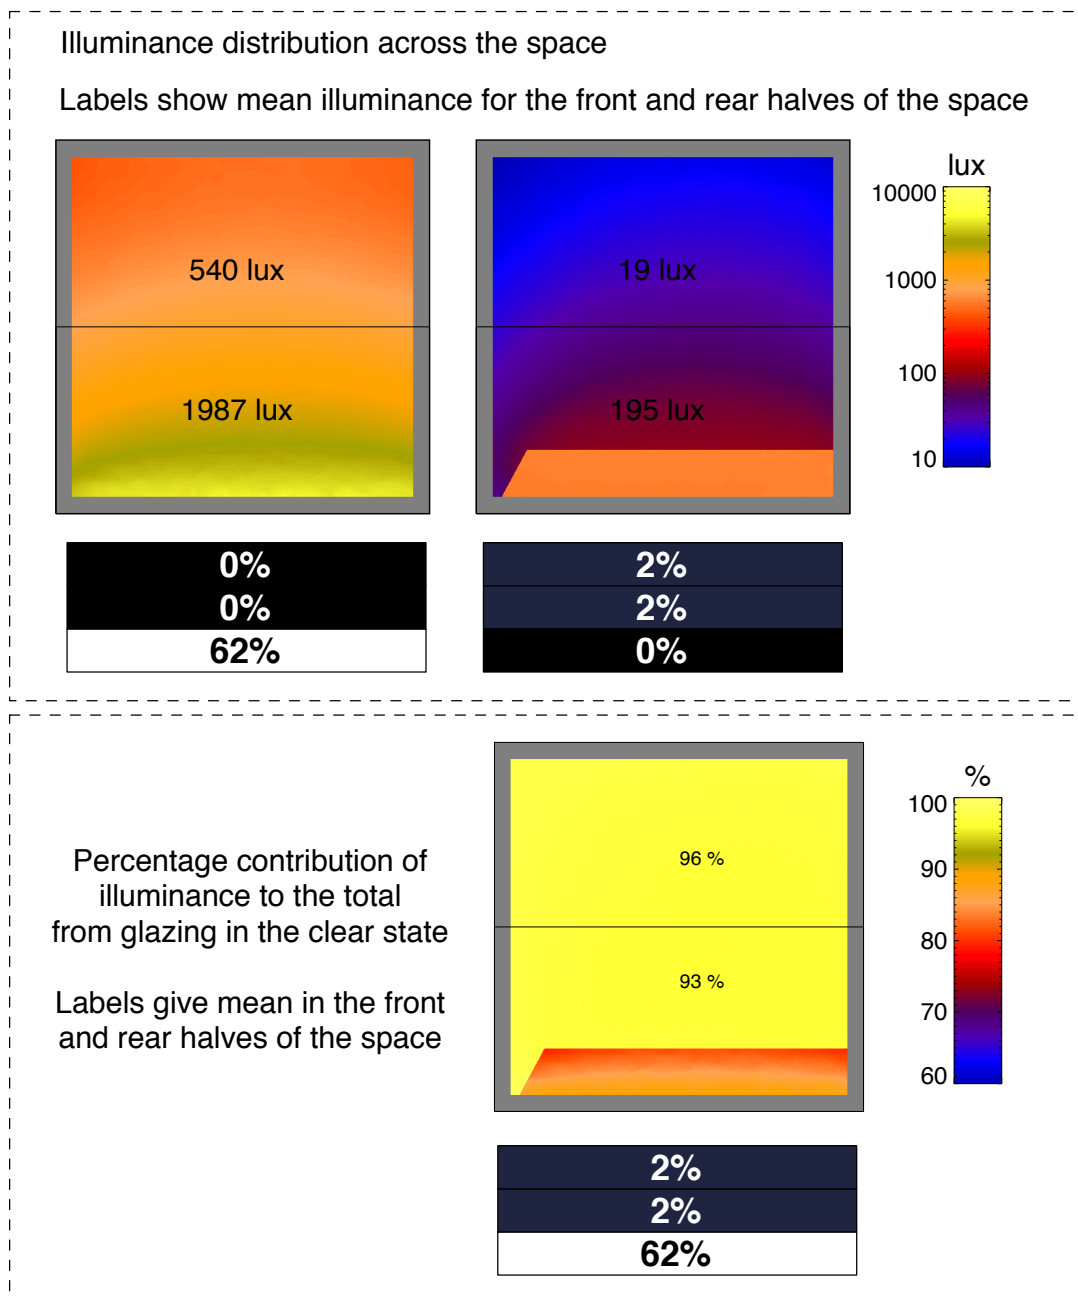 Illuminance distribution across the space
Labels show mean illuminance for the front and rear halves of the space
540 lux
1987 lux
19 lux
195 lux
lux
10000
1000
100
10
0%
0%
62%
2%
2%
0%
Percentage contribution of
illuminance to the total
from glazing in the clear state
Labels give mean in the front
and rear halves of the space
96 %
93 %
%
100
90
80
70
60
2%
2%
62%